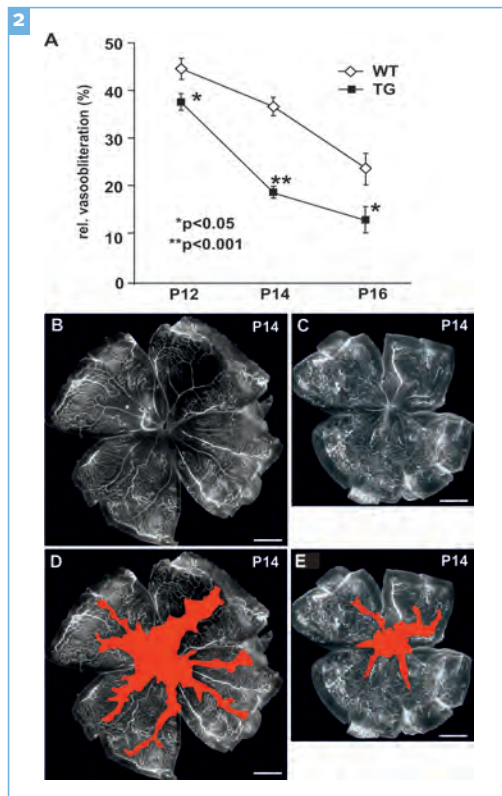 2
A
50
40
30
20
10
0
rel. vasoobliteration (%)
WT
TG
*
**
*
*p<0.05
**p<0.001
P12 P14 P16
B P14
C P14
D P14
E P14